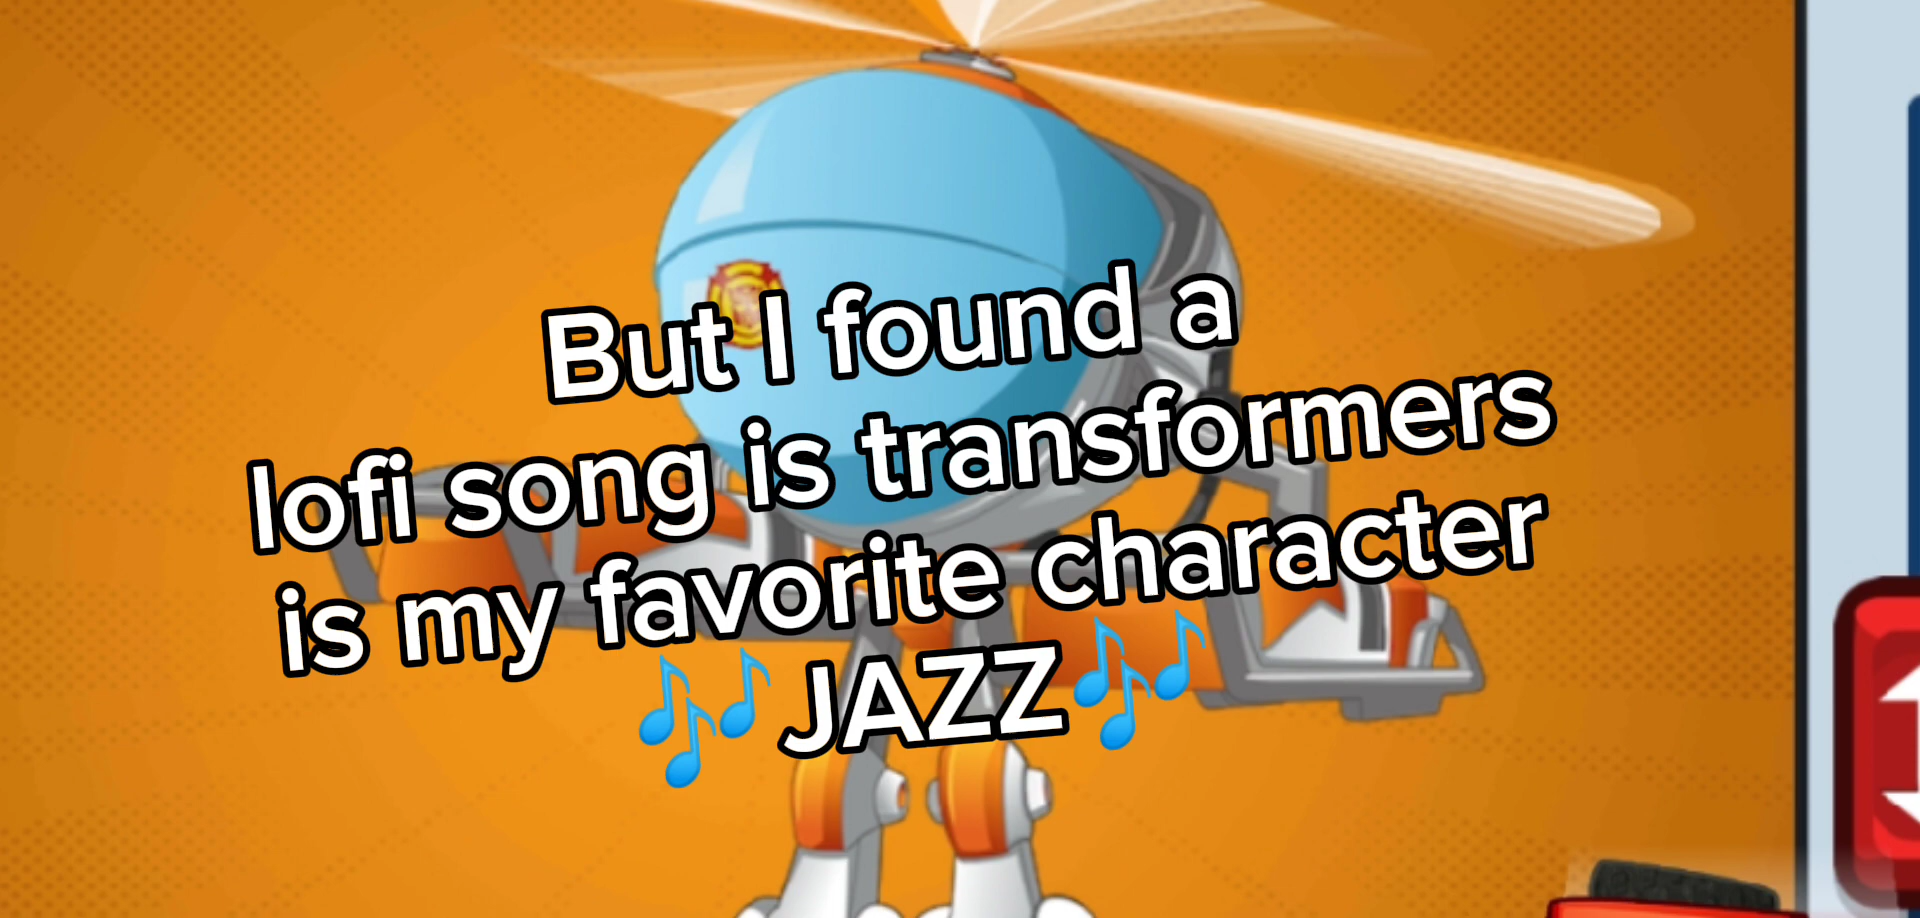 But I found a
lofi song is transformers
is my favorite character
🎶🎵JAZZ🎶🎵